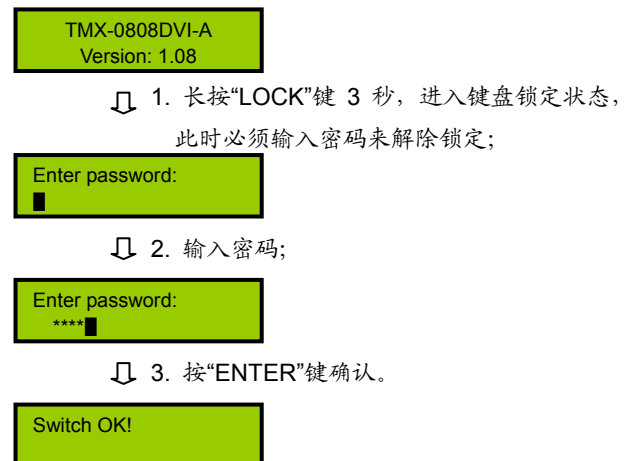 TMX-0808DVI-A
Version: 1.08
1. 长按“LOCK”键 3 秒，进入键盘锁定状态，
此时必须输入密码来解除锁定；
Enter password:
2. 输入密码；
Enter password:
****
3. 按“ENTER”键确认。
Switch OK!